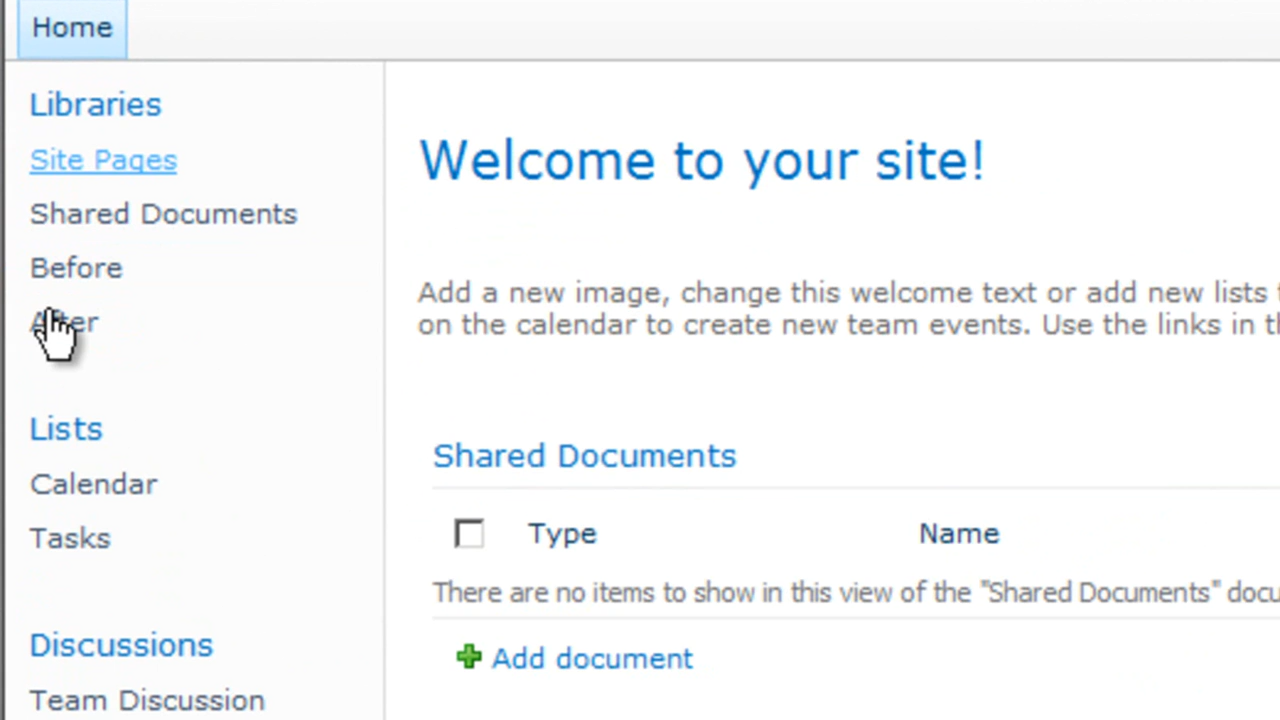 Home
Libraries
Site Pages
Shared Documents
Before
After
Lists
Calendar
Tasks
Discussions
Team Discussion
Welcome to your site!
Add a new image, change this welcome text or add new lists
on the calendar to create new team events. Use the links in
Shared Documents
Type Name
There are no items to show in this view of the "Shared Documents"
Add document